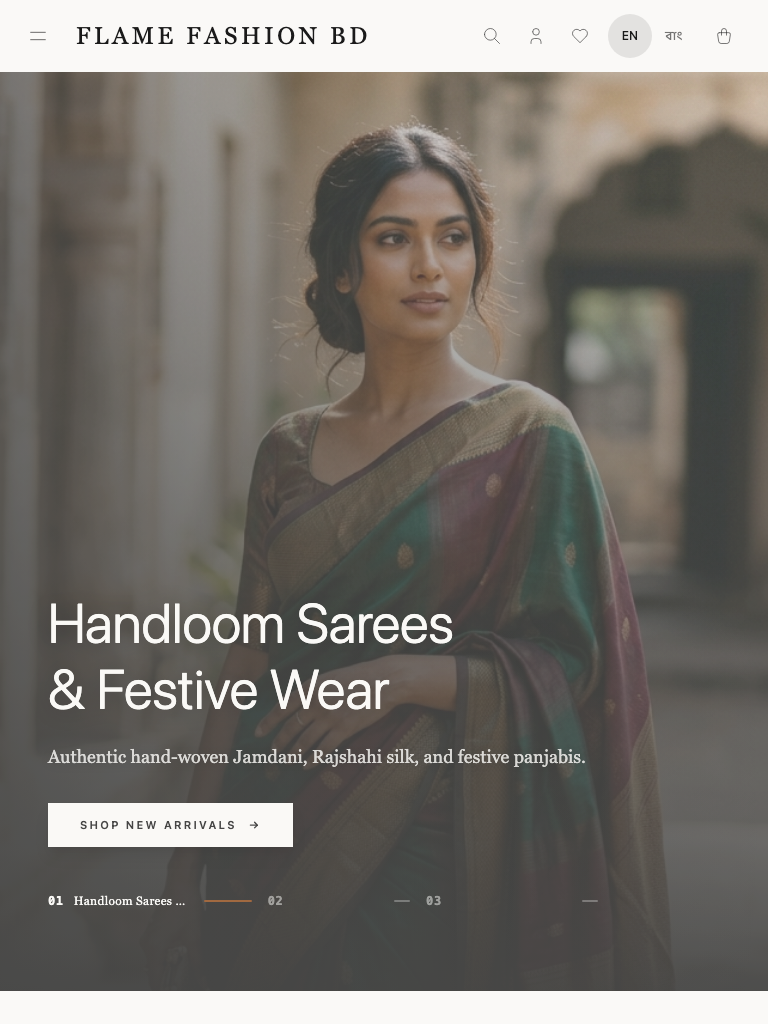 FLAME FASHION BD
EN
বাং
Handloom Sarees
& Festive Wear
Authentic hand-woven Jamdani, Rajshahi silk, and festive panjabis.
SHOP NEW ARRIVALS →
01 Handloom Sarees ... 02 03